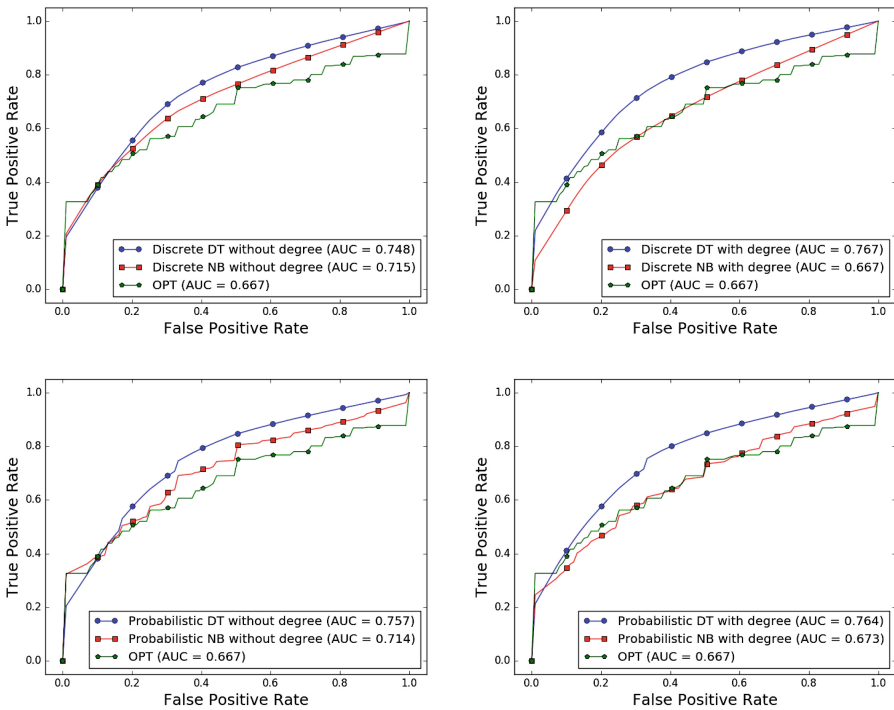 1.0
0.8
0.6
0.4
0.2
0.0
True Positive Rate
Discrete DT without degree (AUC = 0.748)
Discrete NB without degree (AUC = 0.715)
OPT (AUC = 0.667)
0.0 0.2 0.4 0.6 0.8 1.0
False Positive Rate
1.0
0.8
0.6
0.4
0.2
0.0
True Positive Rate
Discrete DT with degree (AUC = 0.767)
Discrete NB with degree (AUC = 0.667)
OPT (AUC = 0.667)
0.0 0.2 0.4 0.6 0.8 1.0
False Positive Rate
1.0
0.8
0.6
0.4
0.2
0.0
True Positive Rate
Probabilistic DT without degree (AUC = 0.757)
Probabilistic NB without degree (AUC = 0.714)
OPT (AUC = 0.667)
0.0 0.2 0.4 0.6 0.8 1.0
False Positive Rate
1.0
0.8
0.6
0.4
0.2
0.0
True Positive Rate
Probabilistic DT with degree (AUC = 0.764)
Probabilistic NB with degree (AUC = 0.673)
OPT (AUC = 0.667)
0.0 0.2 0.4 0.6 0.8 1.0
False Positive Rate